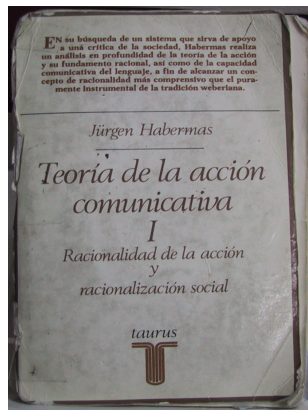 EN su búsqueda de un sistema que sirva de apoyo
a una crítica de la sociedad, Habermas realiza
un análisis en profundidad de la teoría de la acción
y su fundamento racional, así como de la capacidad
comunicativa del lenguaje, a fin de alcanzar un con-
cepto de racionalidad más comprensivo que el pura-
mente instrumental de la tradición weberiana.
Jürgen Habermas
Teoría de la acción
comunicativa
I
Racionalidad de la acción
y
racionalización social
taurus